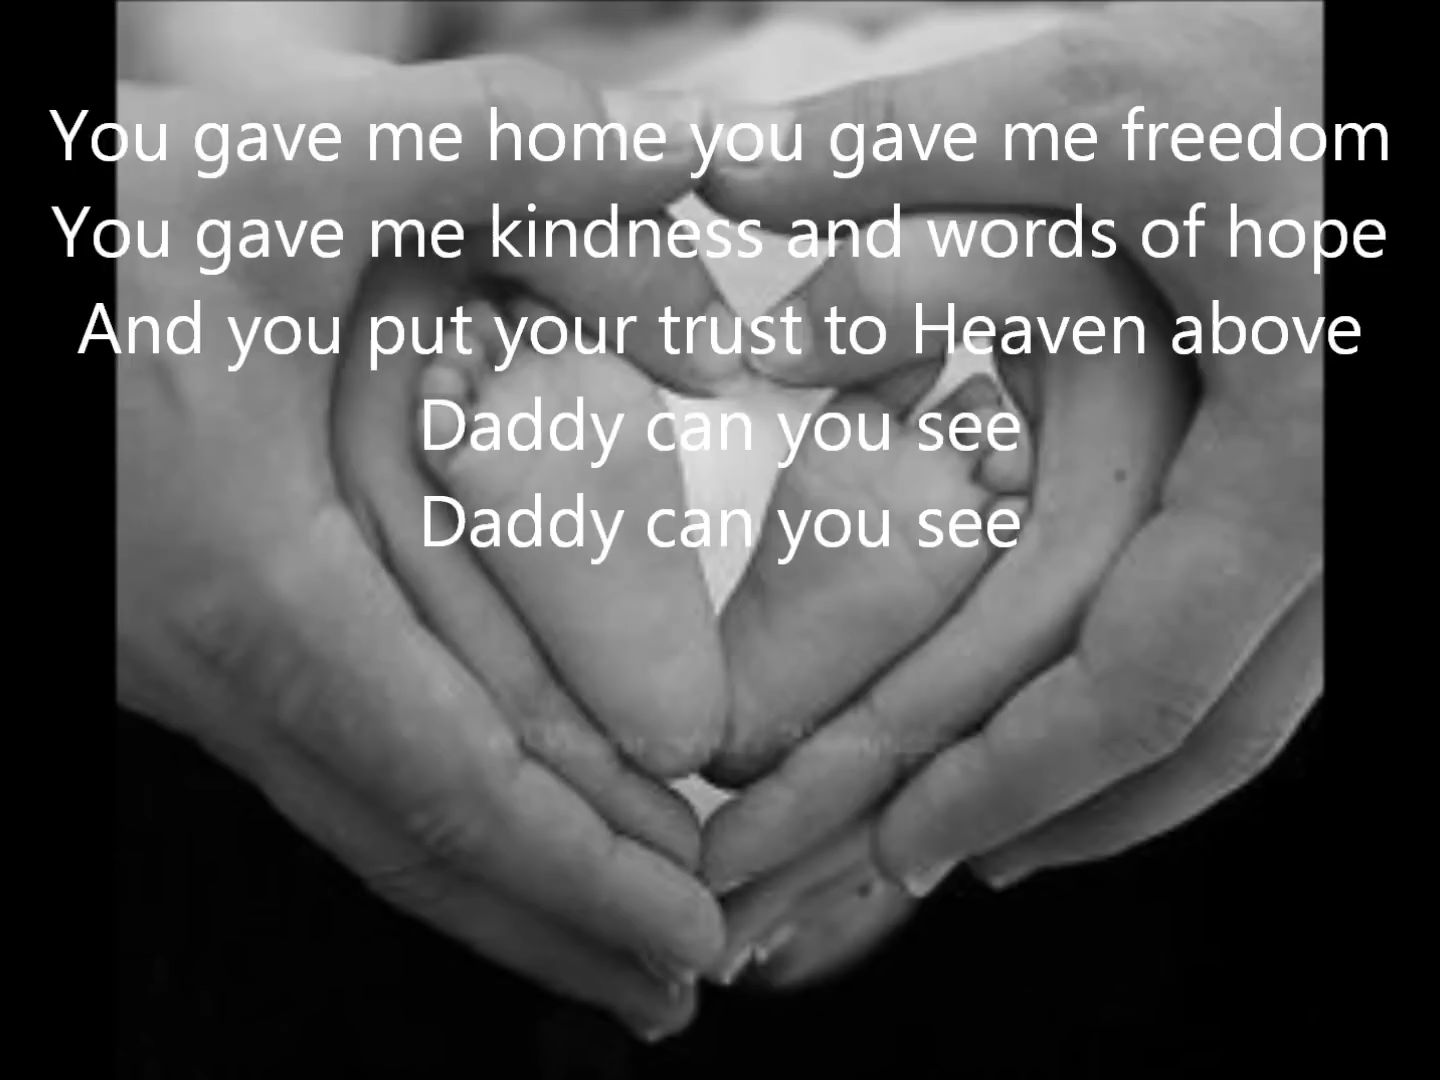 You gave me home you gave me freedom
You gave me kindness and words of hope
And you put your trust to Heaven above
Daddy can you see
Daddy can you see